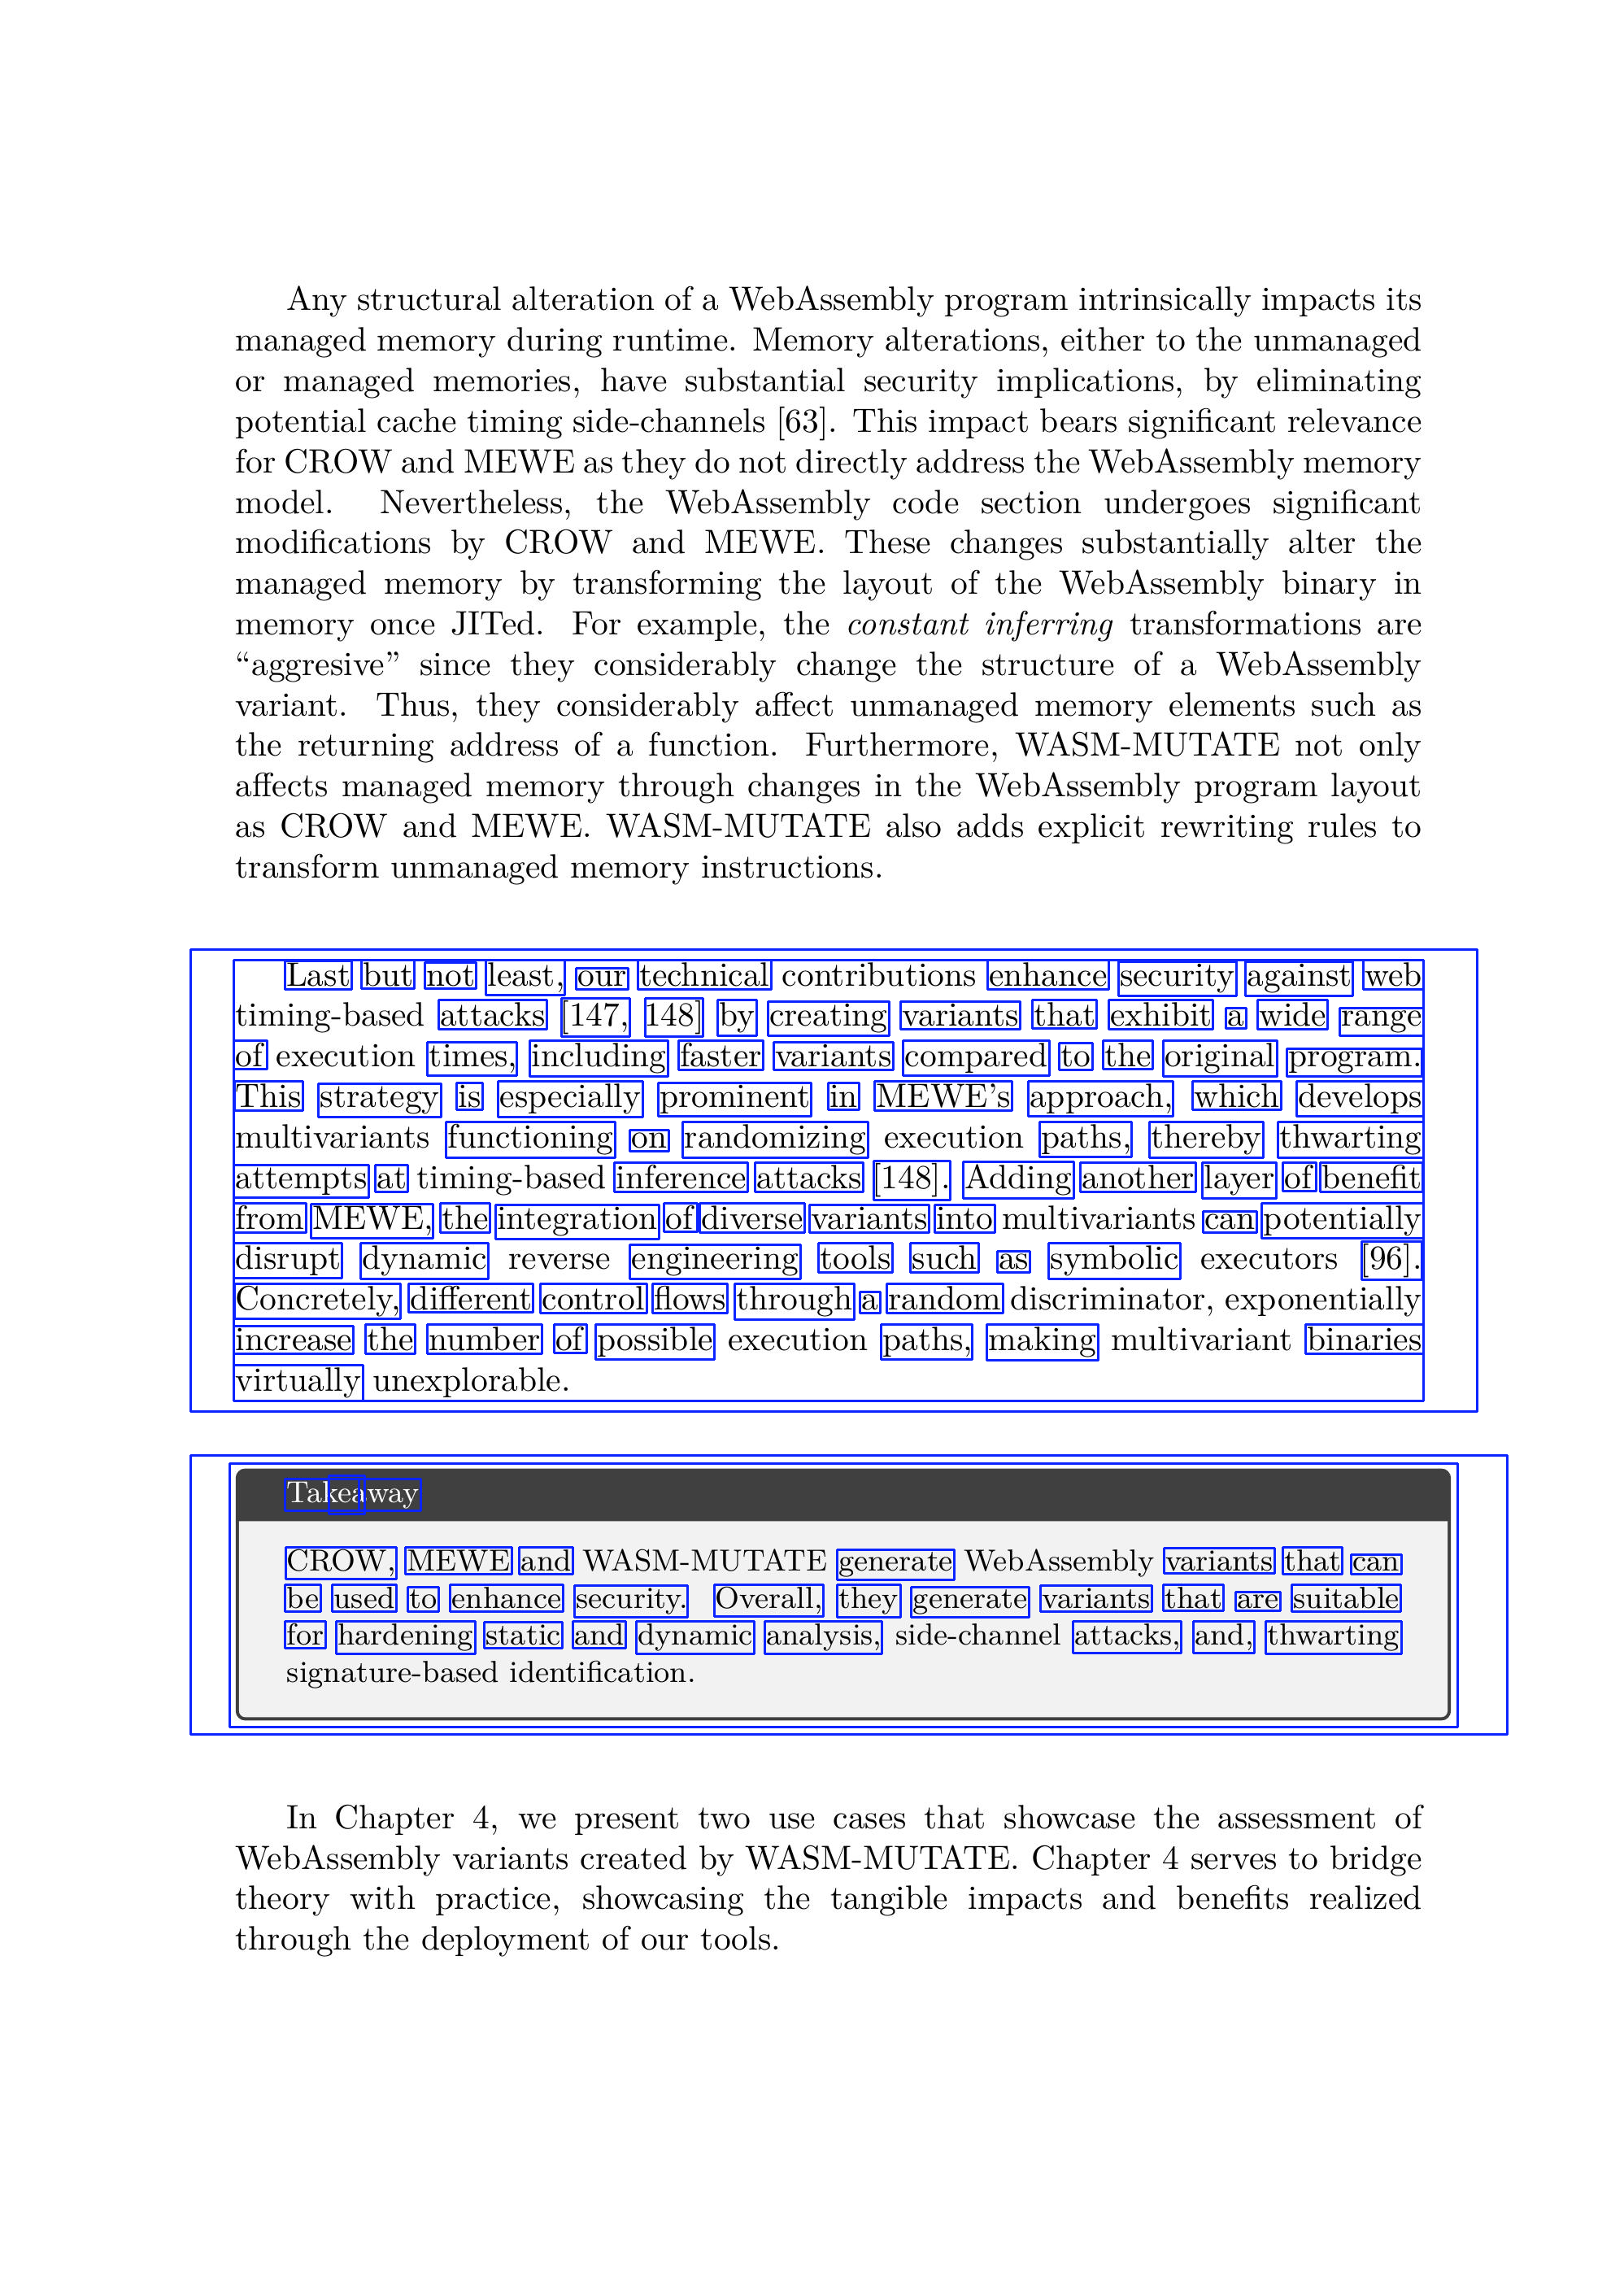 Any structural alteration of a WebAssembly program intrinsically impacts its
managed memory during runtime. Memory alterations, either to the unmanaged
or managed memories, have substantial security implications, by eliminating
potential cache timing side-channels [63]. This impact bears significant relevance
for CROW and MEWE as they do not directly address the WebAssembly memory
model. Nevertheless, the WebAssembly code section undergoes significant
modifications by CROW and MEWE. These changes substantially alter the
managed memory by transforming the layout of the WebAssembly binary in
memory once JITed. For example, the constant inferring transformations are
“aggresive” since they considerably change the structure of a WebAssembly
variant. Thus, they considerably affect unmanaged memory elements such as
the returning address of a function. Furthermore, WASM-MUTATE not only
affects managed memory through changes in the WebAssembly program layout
as CROW and MEWE. WASM-MUTATE also adds explicit rewriting rules to
transform unmanaged memory instructions.
Last but not least, our technical contributions enhance security against web
timing-based attacks [147, 148] by creating variants that exhibit a wide range
of execution times, including faster variants compared to the original program.
This strategy is especially prominent in MEWE’s approach, which develops
multivariants functioning on randomizing execution paths, thereby thwarting
attempts at timing-based inference attacks [148]. Adding another layer of benefit
from MEWE, the integration of diverse variants into multivariants can potentially
disrupt dynamic reverse engineering tools such as symbolic executors [96].
Concretely, different control flows through a random discriminator, exponentially
increase the number of possible execution paths, making multivariant binaries
virtually unexplorable.
Takeaway
CROW, MEWE and WASM-MUTATE generate WebAssembly variants that can
be used to enhance security. Overall, they generate variants that are suitable
for hardening static and dynamic analysis, side-channel attacks, and, thwarting
signature-based identification.
In Chapter 4, we present two use cases that showcase the assessment of
WebAssembly variants created by WASM-MUTATE. Chapter 4 serves to bridge
theory with practice, showcasing the tangible impacts and benefits realized
through the deployment of our tools.